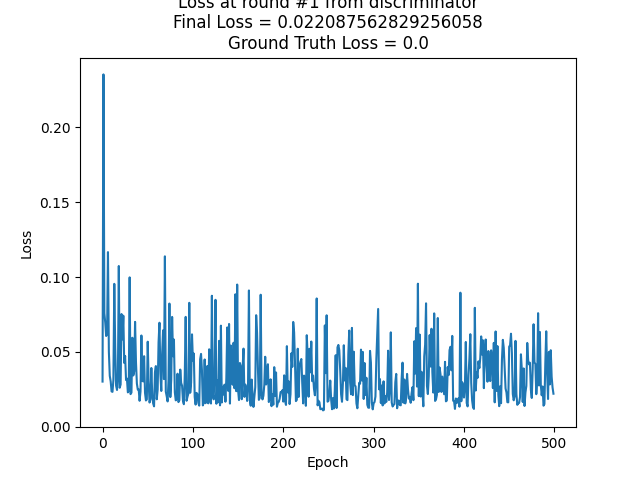 Loss at round #1 from discriminator
Final Loss = 0.022087562829256058
Ground Truth Loss = 0.0
0.20
0.15
0.10
0.05
0.00
Loss
0
100
200
300
400
500
Epoch